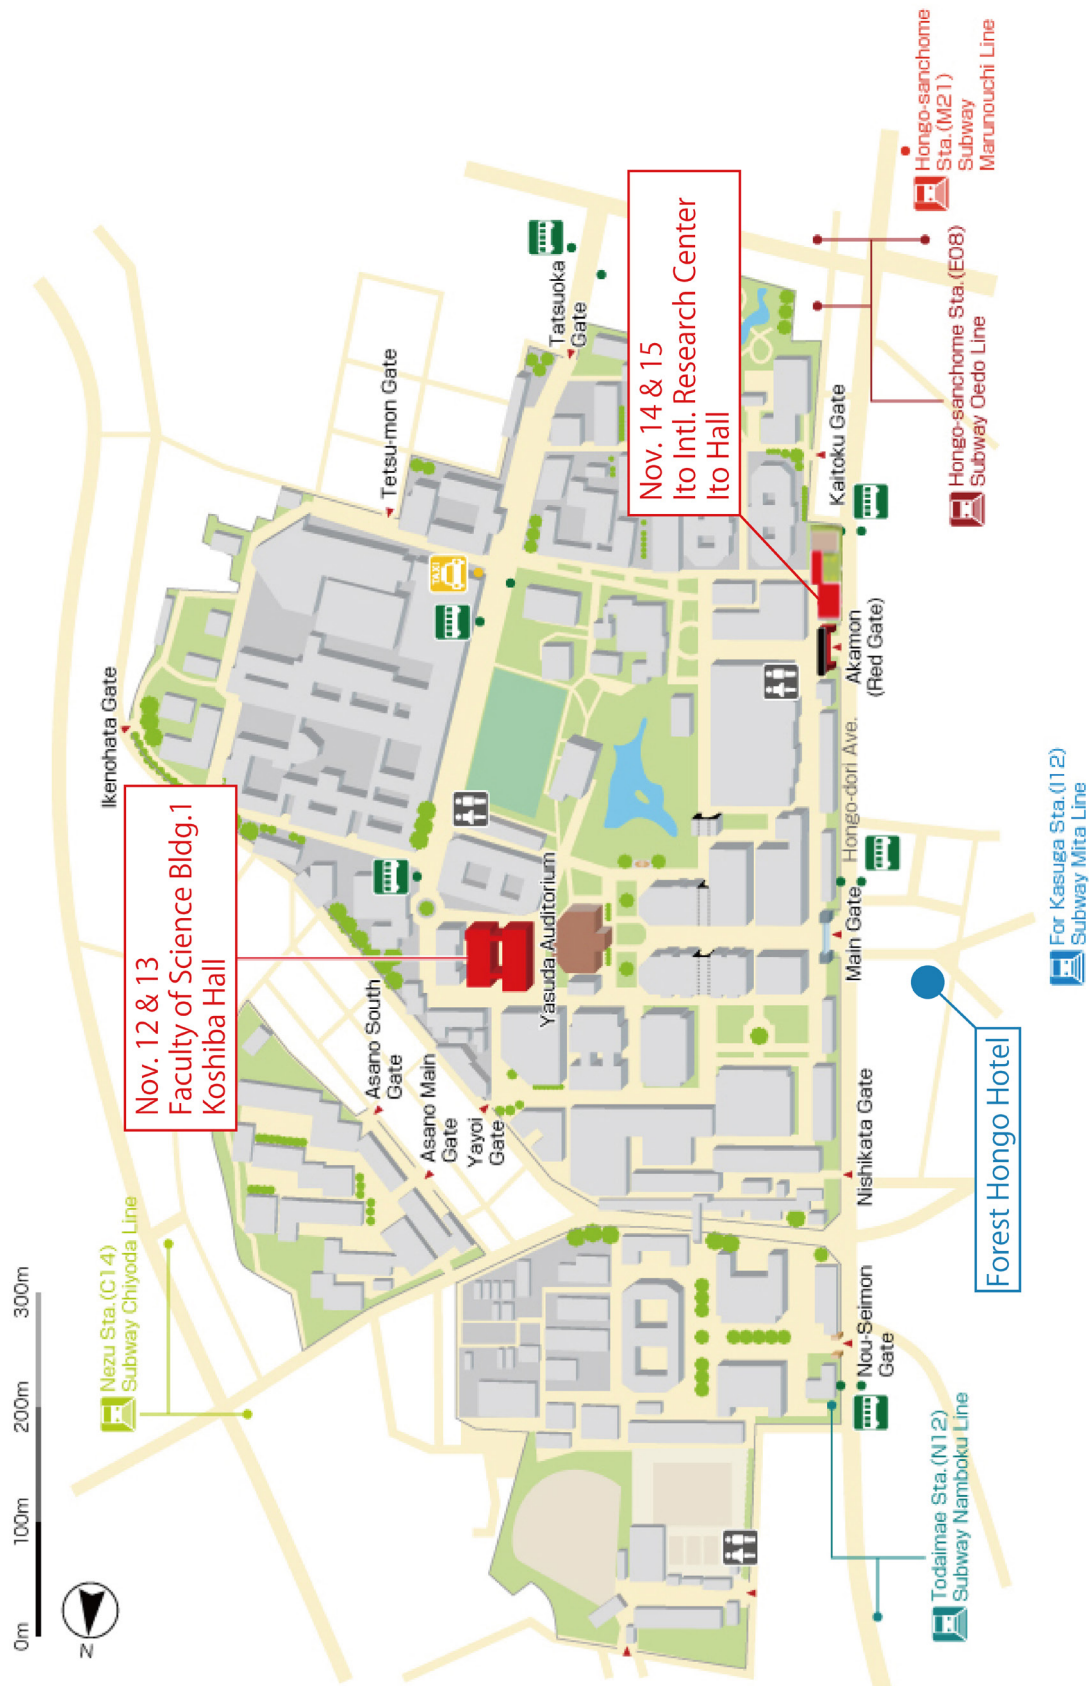 0m
100m
200m
300m
N
Nezu Sta.(C14)
Subway Chiyoda Line
Nov. 12 & 13
Faculty of Science Bldg.1
Koshiba Hall
Ikenohata Gate
Tetsu-mon Gate
Tatsuoka
Gate
TAXI
Asano South
Gate
Asano Main
Gate
Yayoi
Gate
Yasuda Auditorium
Nov. 14 & 15
Ito Intl. Research Center
Ito Hall
Nou-Seimon
Gate
Nishikata Gate
Main Gate
Hongo-dori Ave.
Akamon
(Red Gate)
Kaitoku Gate
Todaimae Sta.(N12)
Subway Namboku Line
Forest Hongo Hotel
For Kasuga Sta.(I12)
Subway Mita Line
Hongo-sanchome Sta.(E08)
Subway Oedo Line
Hongo-sanchome
Sta.(M21)
Subway
Marunouchi Line